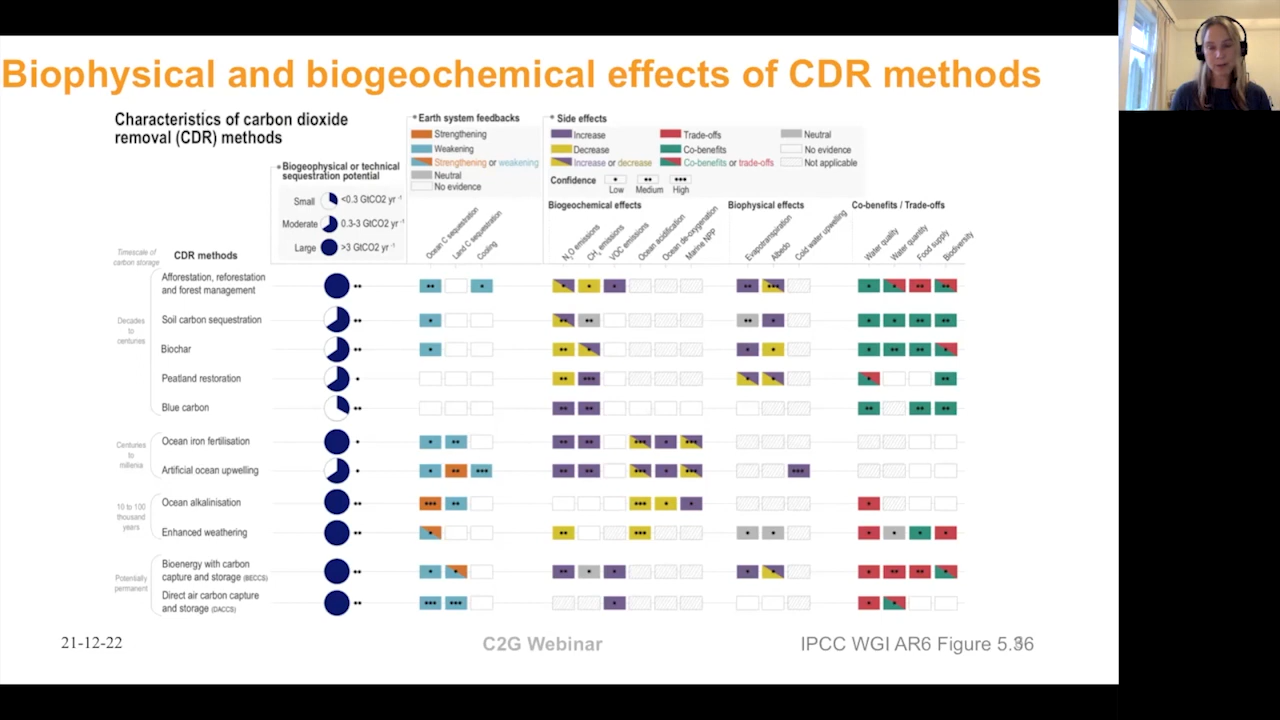 Biophysical and biogeochemical effects of CDR methods
Characteristics of carbon dioxide
removal (CDR) methods
Biogeophysical or technical
sequestration potential
Small <0.3 GtCO2 yr -1
Moderate 0.3-3 GtCO2 yr -1
Large >3 GtCO2 yr -1
Earth system feedbacks
Strengthening
Weakening
Strengthening or weakening
Neutral
No evidence
Side effects
Increase
Decrease
Increase or decrease
Trade-offs
Co-benefits
Co-benefits or trade-offs
Neutral
No evidence
Not applicable
Confidence
Low
Medium
High
Biogeochemical effects
Biophysical effects
Co-benefits / Trade-offs
Timescale of
carbon storage
CDR methods
Ocean C sequestration
Land C sequestration
Cooling
N2O emissions
CH4 emissions
VOC emissions
Ocean acidification
Ocean de-oxygenation
Marine NPP
Evapotranspiration
Albedo
Cold water upwelling
Water quality
Water quantity
Food supply
Biodiversity
Decades
to
centuries
Afforestation, reforestation
and forest management
Soil carbon sequestration
Biochar
Peatland restoration
Blue carbon
Centuries
to
millenia
Ocean iron fertilisation
Artificial ocean upwelling
10 to 100
thousand
years
Ocean alkalinisation
Enhanced weathering
Potentially
permanent
Bioenergy with carbon
capture and storage (BECCS)
Direct air carbon capture
and storage (DACCS)
21-12-22
C2G Webinar
IPCC WGI AR6 Figure 5.36